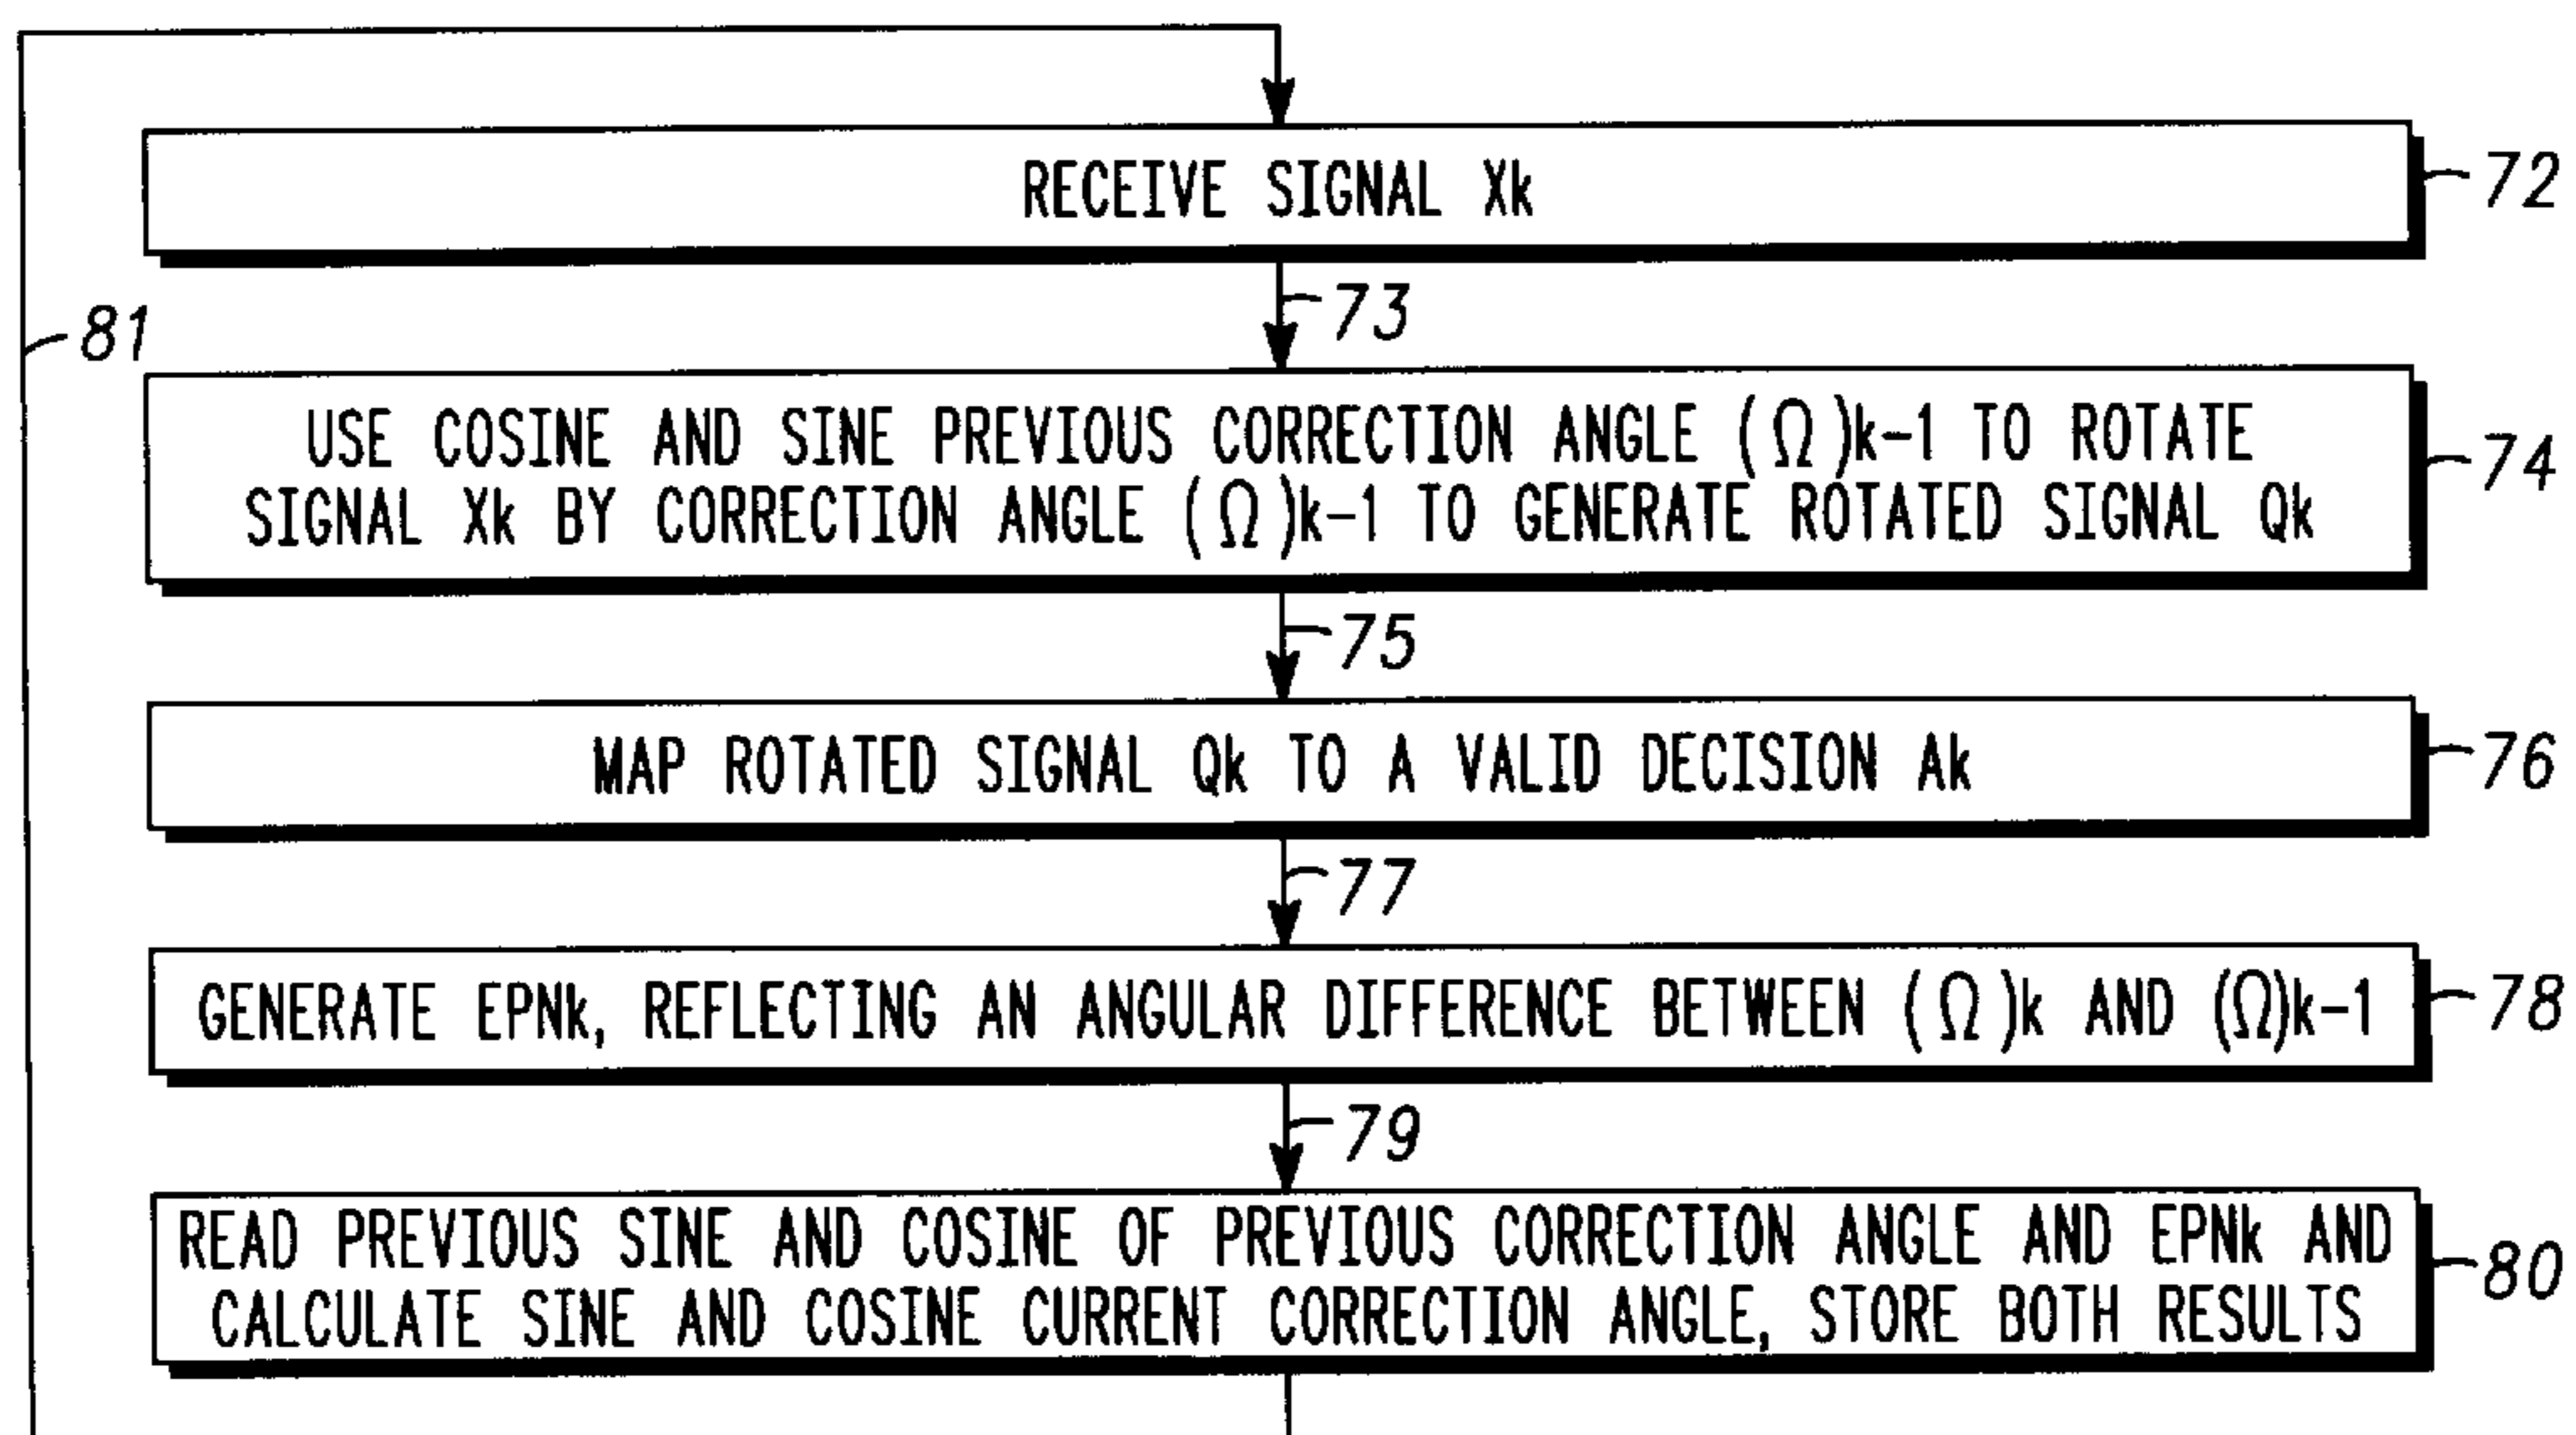 RECEIVE SIGNAL Xk
72
73
81
USE COSINE AND SINE PREVIOUS CORRECTION ANGLE (Ω)k-1 TO ROTATE
SIGNAL Xk BY CORRECTION ANGLE (Ω)k-1 TO GENERATE ROTATED SIGNAL Qk
74
75
MAP ROTATED SIGNAL Qk TO A VALID DECISION Ak
76
77
GENERATE EPNk, REFLECTING AN ANGULAR DIFFERENCE BETWEEN (Ω)k AND (Ω)k-1
78
79
READ PREVIOUS SINE AND COSINE OF PREVIOUS CORRECTION ANGLE AND EPNk AND
CALCULATE SINE AND COSINE CURRENT CORRECTION ANGLE, STORE BOTH RESULTS
80